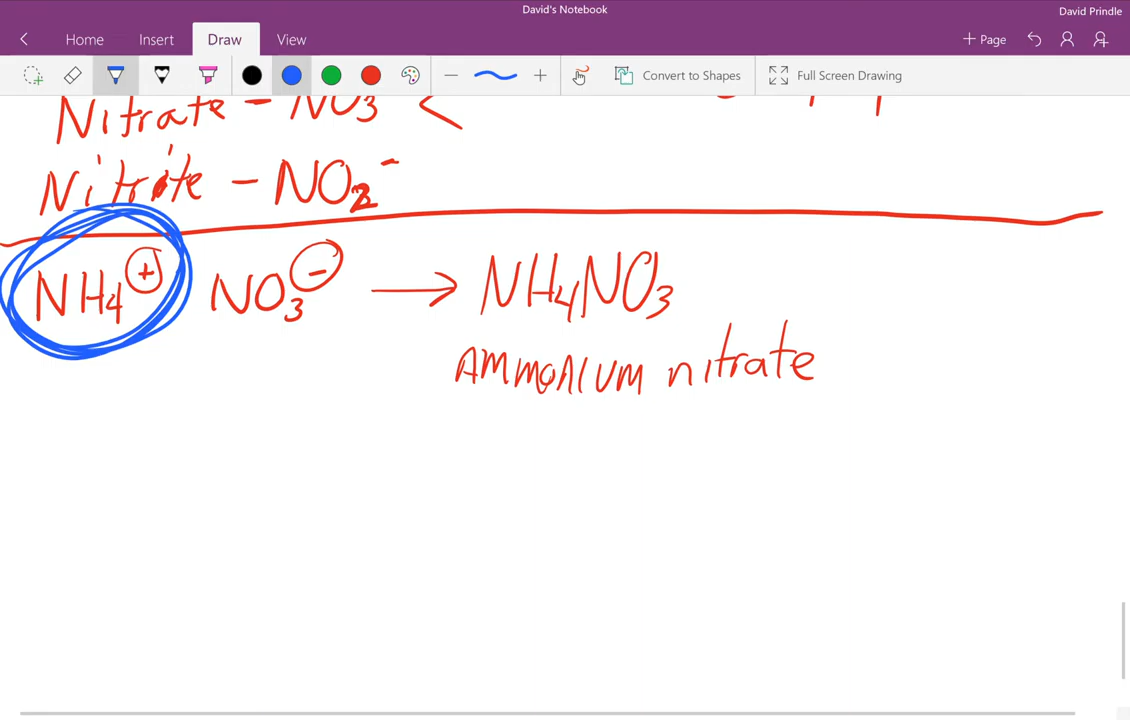 David's Notebook
David Prindle
Home Insert Draw View
+ Page
Convert to Shapes Full Screen Drawing
Nitrate - NO3 <
Nitrite - NO2-
NH4+ NO3- → NH4NO3
Ammonium nitrate